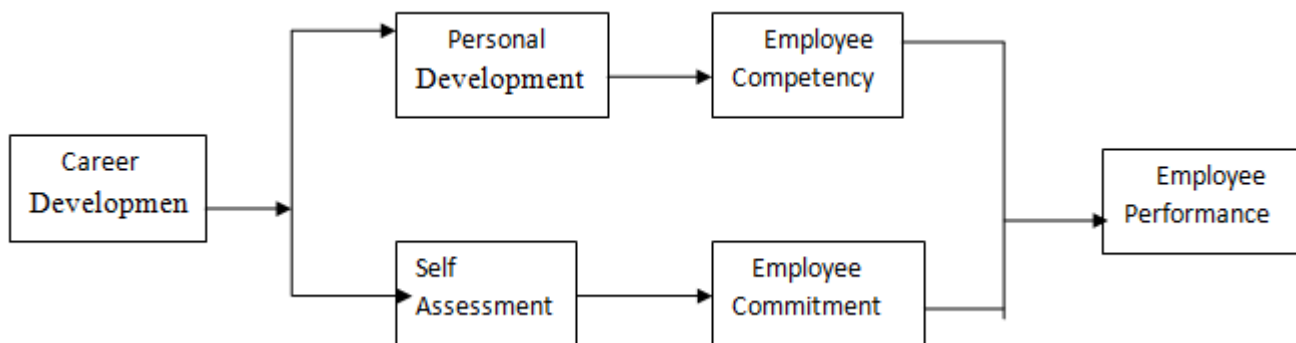 Personal
Development
Employee
Competency
Career
Developmen
Employee
Performance
Self
Assessment
Employee
Commitment